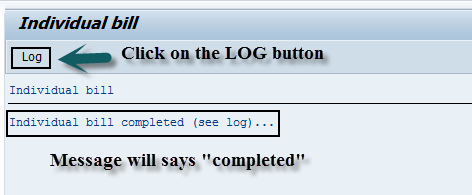 Individual bill
Log
Click on the LOG button
Individual bill
Individual bill completed (see log)...
Message will says "completed"